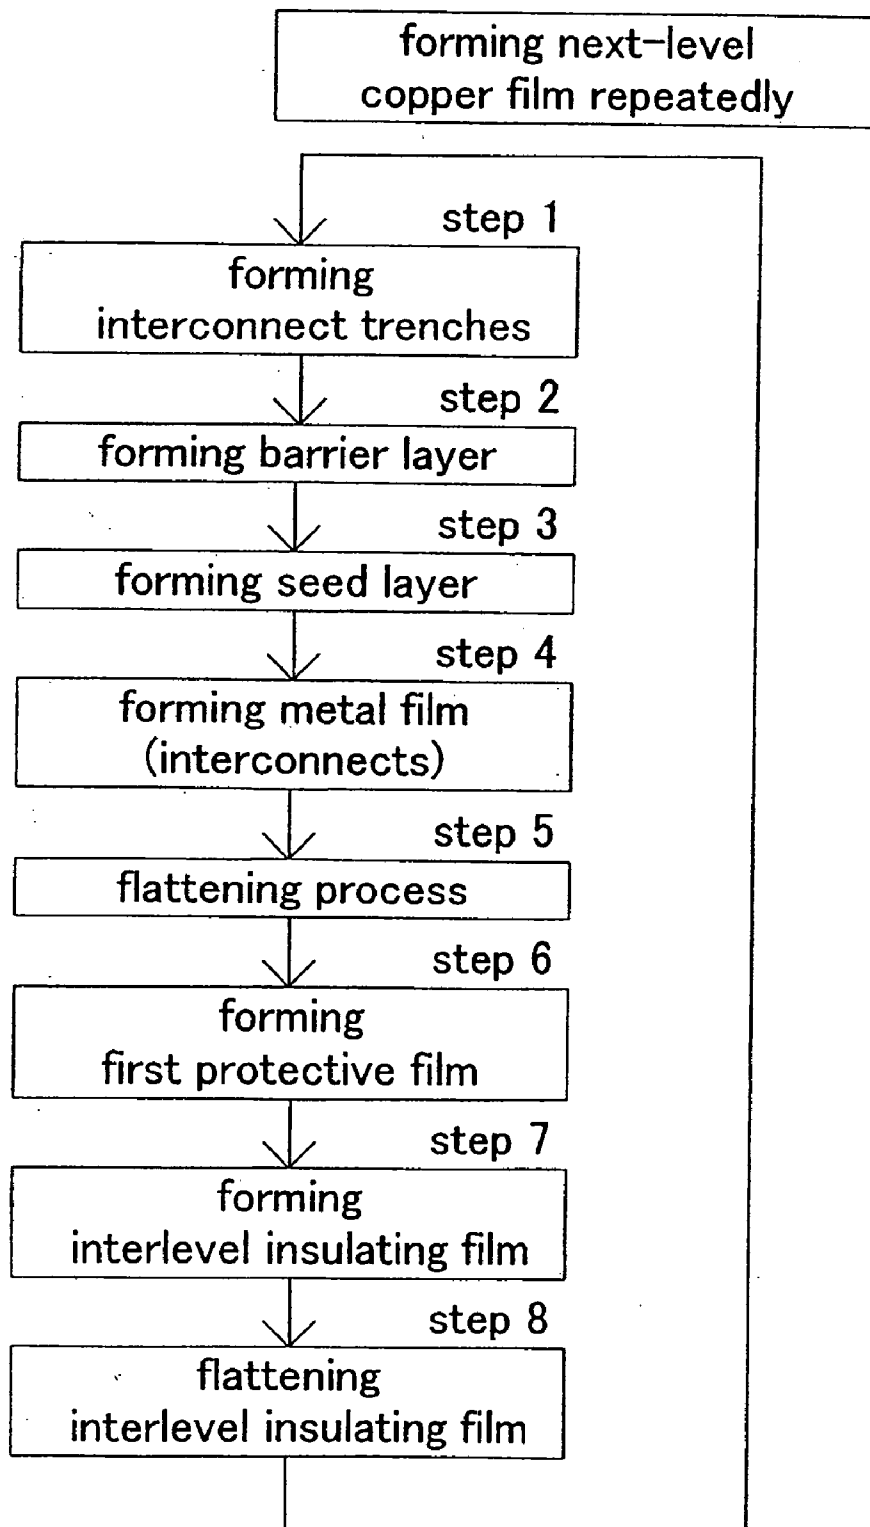 forming next-level
copper film repeatedly
step 1
forming
interconnect trenches
step 2
forming barrier layer
step 3
forming seed layer
step 4
forming metal film
(interconnects)
step 5
flattening process
step 6
forming
first protective film
step 7
forming
interlevel insulating film
step 8
flattening
interlevel insulating film